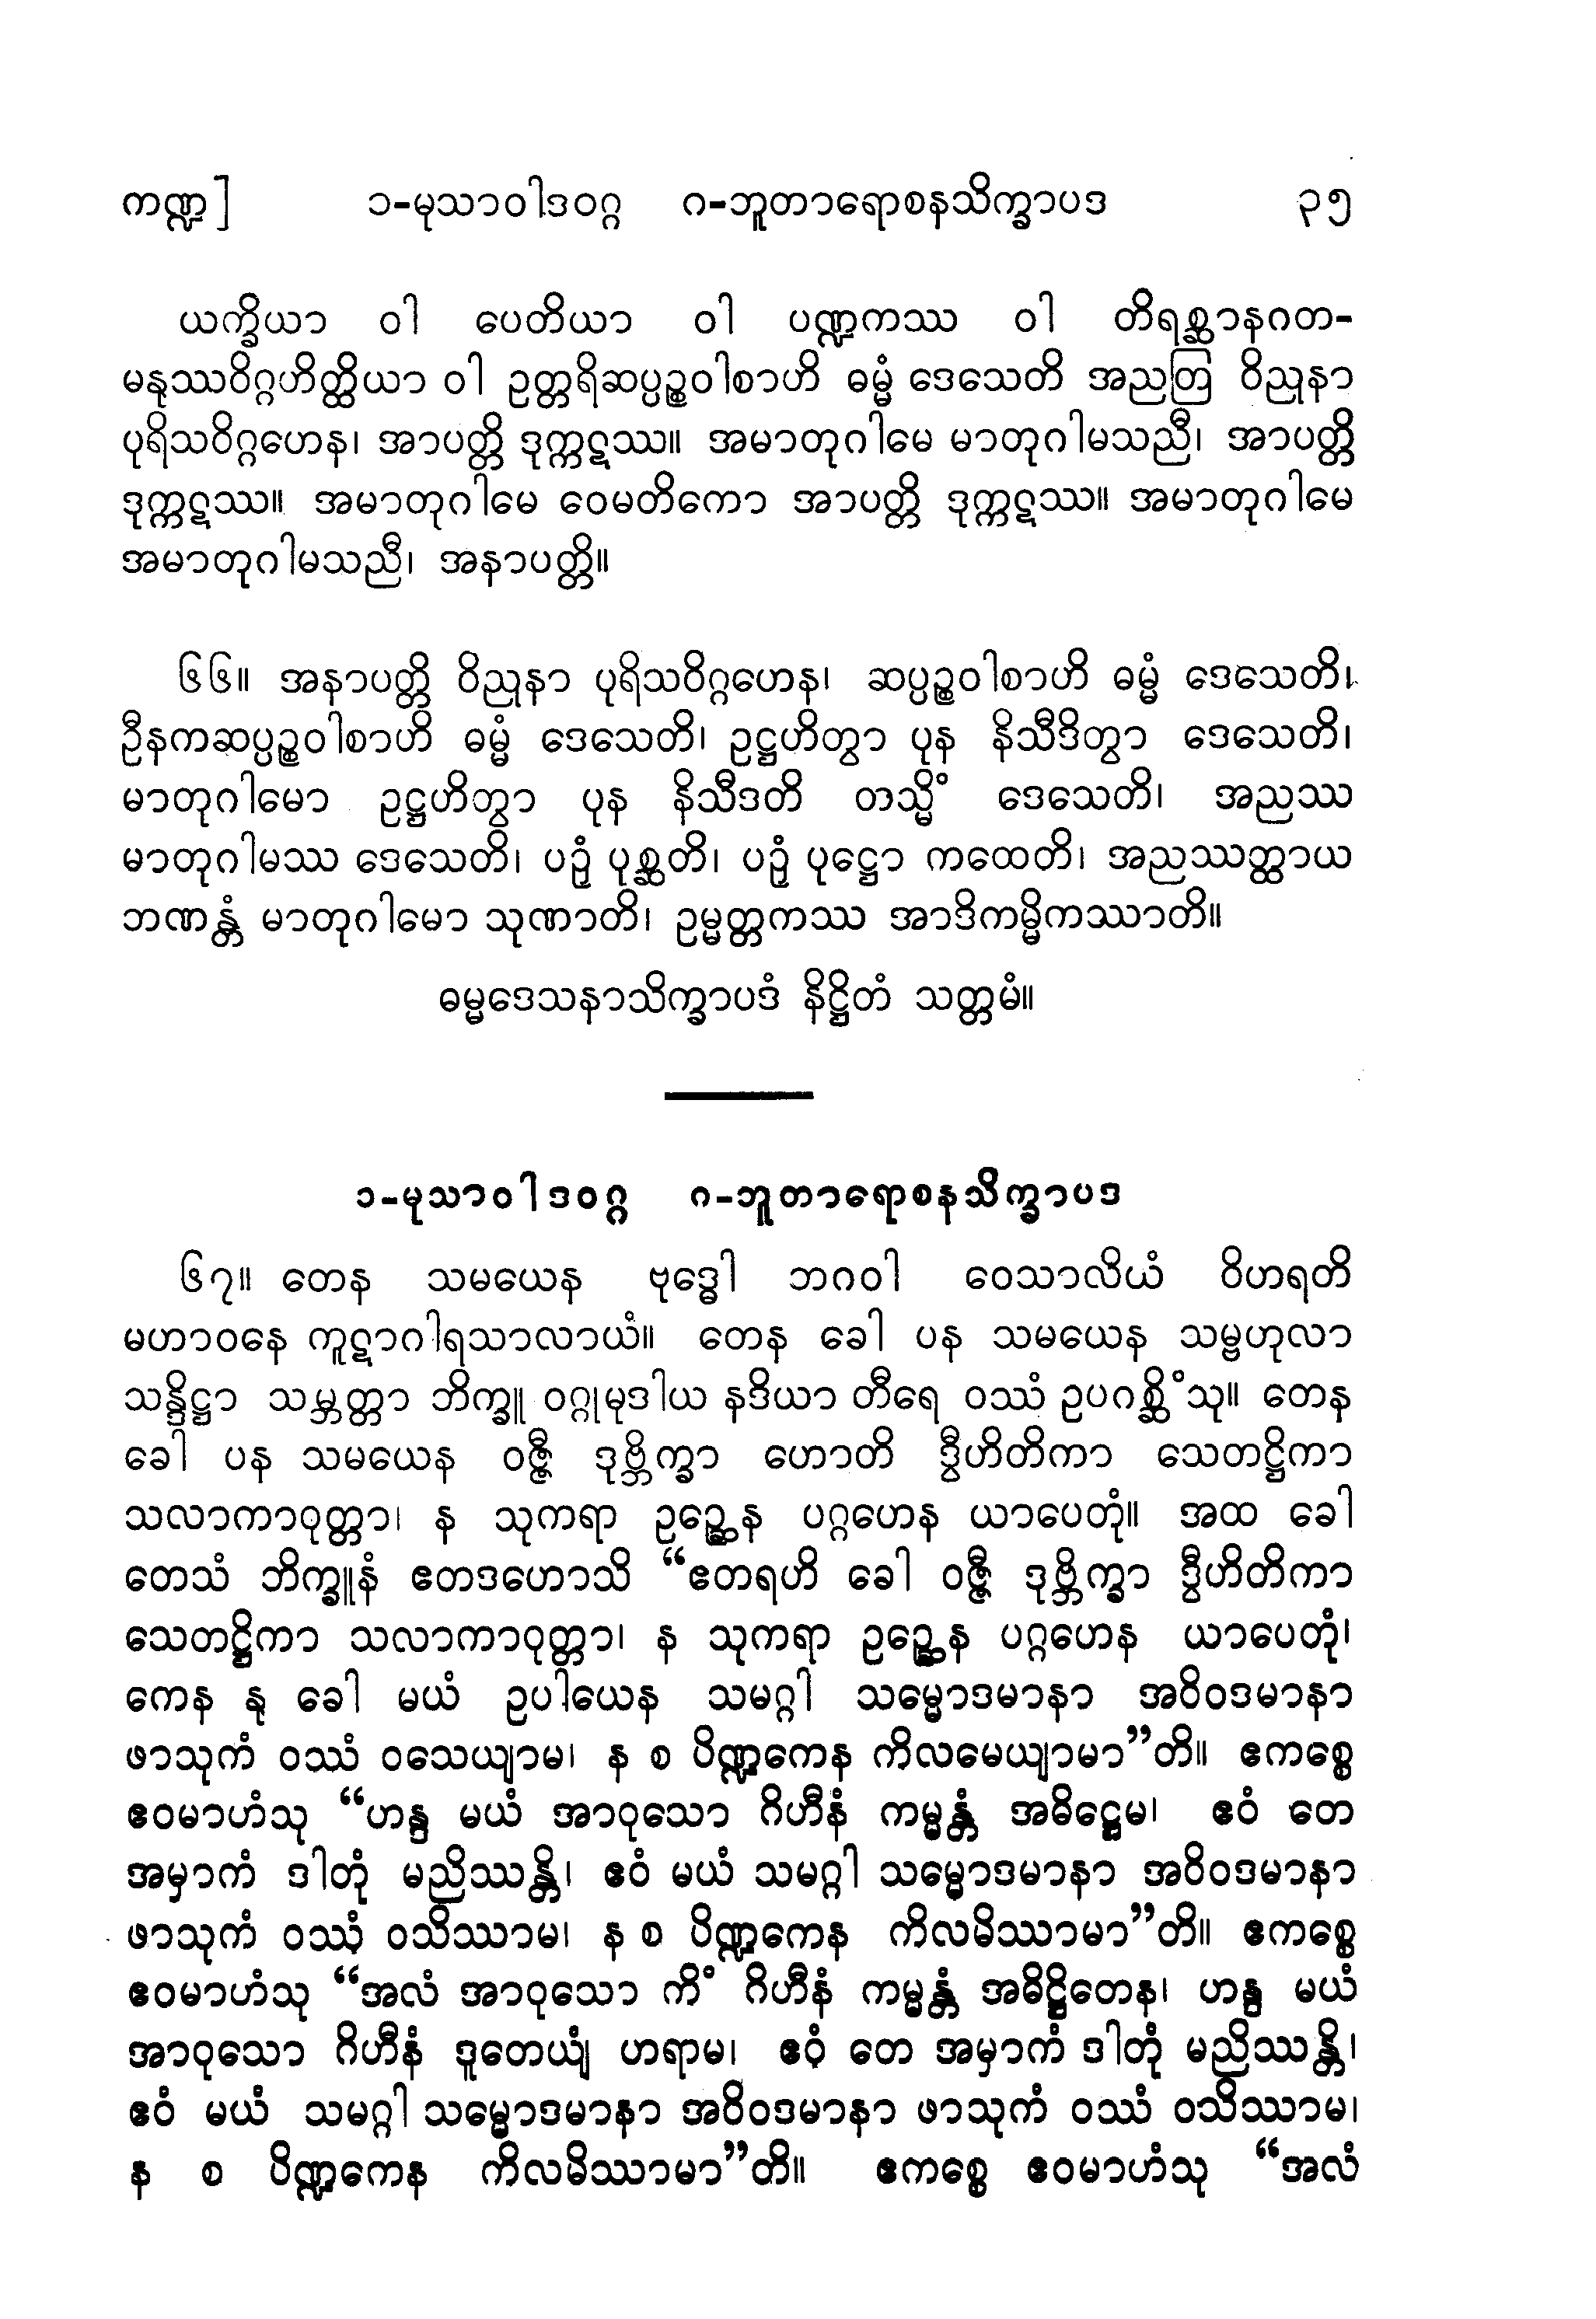 ကဏ္ဍ] ၁-မုသာဝါဒဝဂ္ဂ ဂ-ဘူတာရောစနသိက္ခာပဒ ၃၅
ယက္ခိယာ ဝါ ပေတိယာ ဝါ ပဏ္ဍကဿ ဝါ တိရစ္ဆာနဂတ-
မနုဿဝိဂ္ဂဟိတ္ထိယာ ဝါ ဥတ္တရိဆပ္ပဉ္စဝါစာဟိ ဓမ္မံ ဒေသေတိ အညတြ ဝိညုနာ
ပုရိသဝိဂ္ဂဟေန၊ အာပတ္တိ ဒုက္ကဋဿ။ အမာတုဂါမေ မာတုဂါမသညီ၊ အာပတ္တိ
ဒုက္ကဋဿ။ အမာတုဂါမေ ဝေမတိကော အာပတ္တိ ဒုက္ကဋဿ။ အမာတုဂါမေ
အမာတုဂါမသညီ၊ အနာပတ္တိ။
၆၆။ အနာပတ္တိ ဝိညုနာ ပုရိသဝိဂ္ဂဟေန၊ ဆပ္ပဉ္စဝါစာဟိ ဓမ္မံ ဒေသေတိ၊
ဦနကဆပ္ပဉ္စဝါစာဟိ ဓမ္မံ ဒေသေတိ၊ ဥဋ္ဌဟိတွာ ပုန နိသီဒိတွာ ဒေသေတိ၊
မာတုဂါမော ဥဋ္ဌဟိတွာ ပုန နိသီဒတိ တသ္မိံ ဒေသေတိ၊ အညဿ
မာတုဂါမဿ ဒေသေတိ၊ ပဉှံ ပုစ္ဆတိ၊ ပဉှံ ပုဋ္ဌော ကထေတိ၊ အညဿတ္ထာယ
ဘဏန္တံ မာတုဂါမော သုဏာတိ၊ ဥမ္မတ္တကဿ အာဒိကမ္မိကဿာတိ။
ဓမ္မဒေသနာသိက္ခာပဒံ နိဋ္ဌိတံ သတ္တမံ။
၁-မုသာဝါဒဝဂ္ဂ ဂ-ဘူတာရောစနသိက္ခာပဒ
၆၇။ တေန သမယေန ဗုဒ္ဓေါ ဘဂဝါ ဝေသာလိယံ ဝိဟရတိ
မဟာဝနေ ကူဋာဂါရသာလာယံ။ တေန ခေါ ပန သမယေန သမ္ဗဟုလာ
သန္ဒိဋ္ဌာ သမ္ဘတ္တာ ဘိက္ခူ ဝဂ္ဂုမုဒါယ နဒိယာ တီရေ ဝဿံ ဥပဂစ္ဆိံသု။ တေန
ခေါ ပန သမယေန ဝဇ္ဇီ ဒုဗ္ဘိက္ခာ ဟောတိ ဒွီဟိတိကာ သေတဋ္ဌိကာ
သလာကာဝုတ္တာ၊ န သုကရာ ဥဉ္ဆေန ပဂ္ဂဟေန ယာပေတုံ။ အထ ခေါ
တေသံ ဘိက္ခူနံ ဧတဒဟောသိ “ဧတရဟိ ခေါ ဝဇ္ဇီ ဒုဗ္ဘိက္ခာ ဒွီဟိတိကာ
သေတဋ္ဌိကာ သလာကာဝုတ္တာ၊ န သုကရာ ဥဉ္ဆေန ပဂ္ဂဟေန ယာပေတုံ၊
ကေန နု ခေါ မယံ ဥပါယေန သမဂ္ဂါ သမ္မောဒမာနာ အဝိဝဒမာနာ
ဖာသုကံ ဝဿံ ဝသေယျာမ၊ န စ ပိဏ္ဍကေန ကိလမေယျာမာ”တိ။ ဧကစ္စေ
ဧဝမာဟံသု “ဟန္ဒ မယံ အာဝုသော ဂိဟီနံ ကမ္မန္တံ အဓိဋ္ဌေမ၊ ဧဝံ တေ
အမှာကံ ဒါတုံ မညိဿန္တိ၊ ဧဝံ မယံ သမဂ္ဂါ သမ္မောဒမာနာ အဝိဝဒမာနာ
ဖာသုကံ ဝဿံ ဝသိဿာမ၊ န စ ပိဏ္ဍကေန ကိလမိဿာမာ”တိ။ ဧကစ္စေ
ဧဝမာဟံသု “အလံ အာဝုသော ကိံ ဂိဟီနံ ကမ္မန္တံ အဓိဋ္ဌိတေန၊ ဟန္ဒ မယံ
အာဝုသော ဂိဟီနံ ဒူတေယျံ ဟရာမ၊ ဧဝံ တေ အမှာကံ ဒါတုံ မညိဿန္တိ၊
ဧဝံ မယံ သမဂ္ဂါ သမ္မောဒမာနာ အဝိဝဒမာနာ ဖာသုကံ ဝဿံ ဝသိဿာမ၊
န စ ပိဏ္ဍကေန ကိလမိဿာမာ”တိ။ ဧကစ္စေ ဧဝမာဟံသု “အလံ